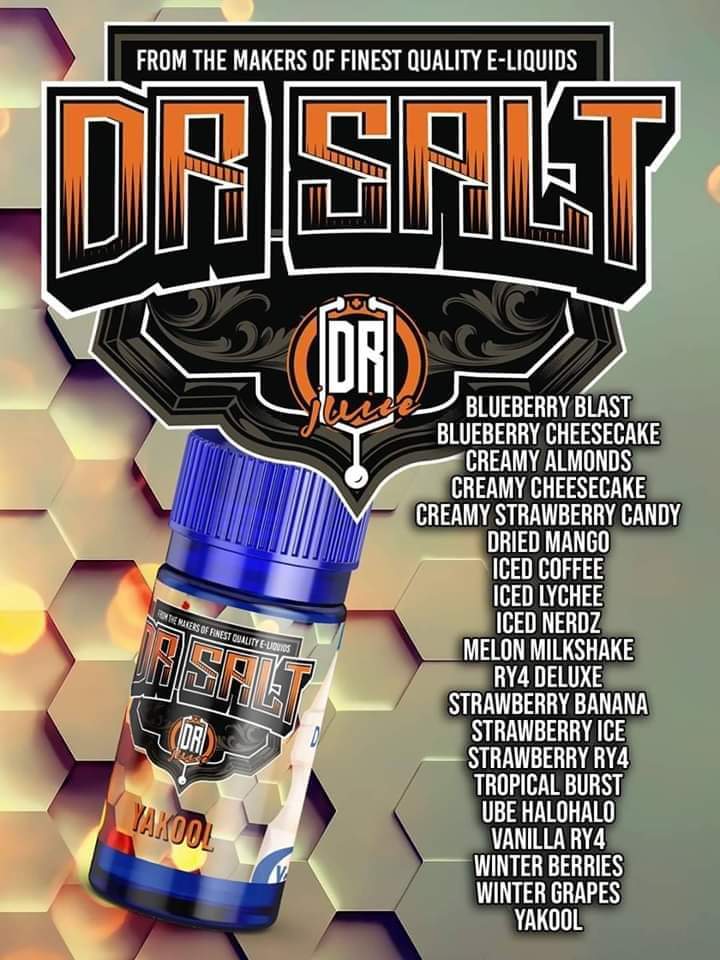 FROM THE MAKERS OF FINEST QUALITY E-LIQUIDS
DR SALT
DR
juice
BLUEBERRY BLAST
BLUEBERRY CHEESECAKE
CREAMY ALMONDS
CREAMY CHEESECAKE
CREAMY STRAWBERRY CANDY
DRIED MANGO
ICED COFFEE
ICED LYCHEE
ICED NERDZ
MELON MILKSHAKE
RY4 DELUXE
STRAWBERRY BANANA
STRAWBERRY ICE
STRAWBERRY RY4
TROPICAL BURST
UBE HALOHALO
VANILLA RY4
WINTER BERRIES
WINTER GRAPES
YAKOOL
FROM THE MAKERS OF FINEST QUALITY E-LIQUIDS
DR SALT
DR
juice
YAKOOL